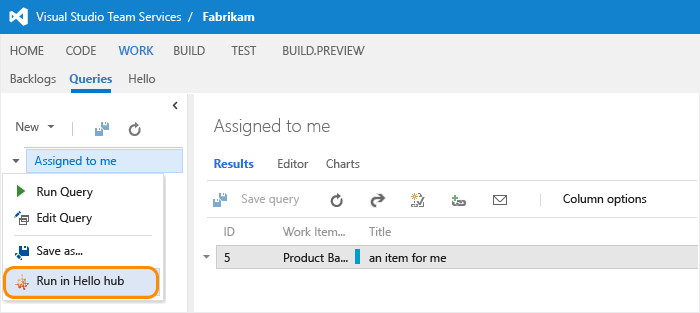 Visual Studio Team Services / Fabrikam
HOME CODE WORK BUILD TEST BUILD.PREVIEW
Backlogs Queries Hello
New
Assigned to me
Run Query
Edit Query
Save as...
Run in Hello hub
Assigned to me
Results Editor Charts
Save query Column options
ID Work Item... Title
5 Product Ba... an item for me